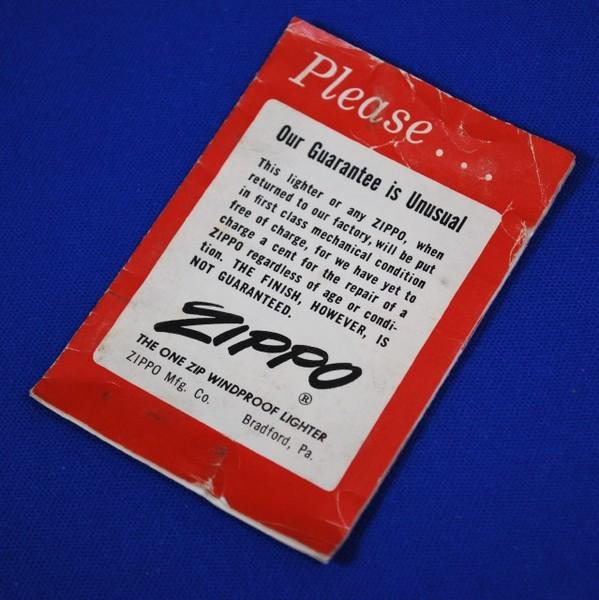 Please...
Our Guarantee is Unusual
This lighter or any ZIPPO, when
returned to our factory, will be put
in first class mechanical condition
free of charge, for we have yet to
charge a cent for the repair of a
ZIPPO regardless of age or condi-
tion. THE FINISH, HOWEVER, IS
NOT GUARANTEED.
ZIPPO ®
THE ONE ZIP WINDPROOF LIGHTER
ZIPPO Mfg. Co. Bradford, Pa.